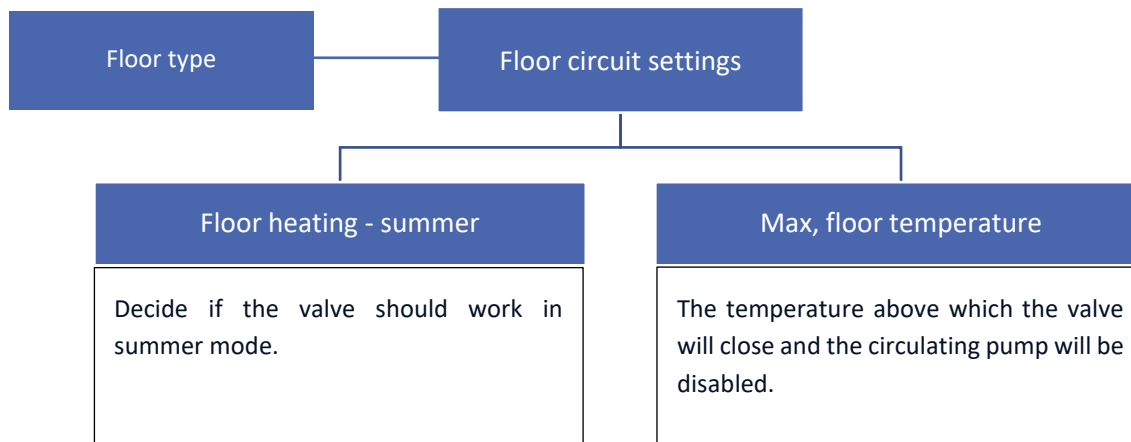 Floor type
Floor circuit settings
Floor heating - summer
Decide if the valve should work in
summer mode.
Max, floor temperature
The temperature above which the valve
will close and the circulating pump will be
disabled.